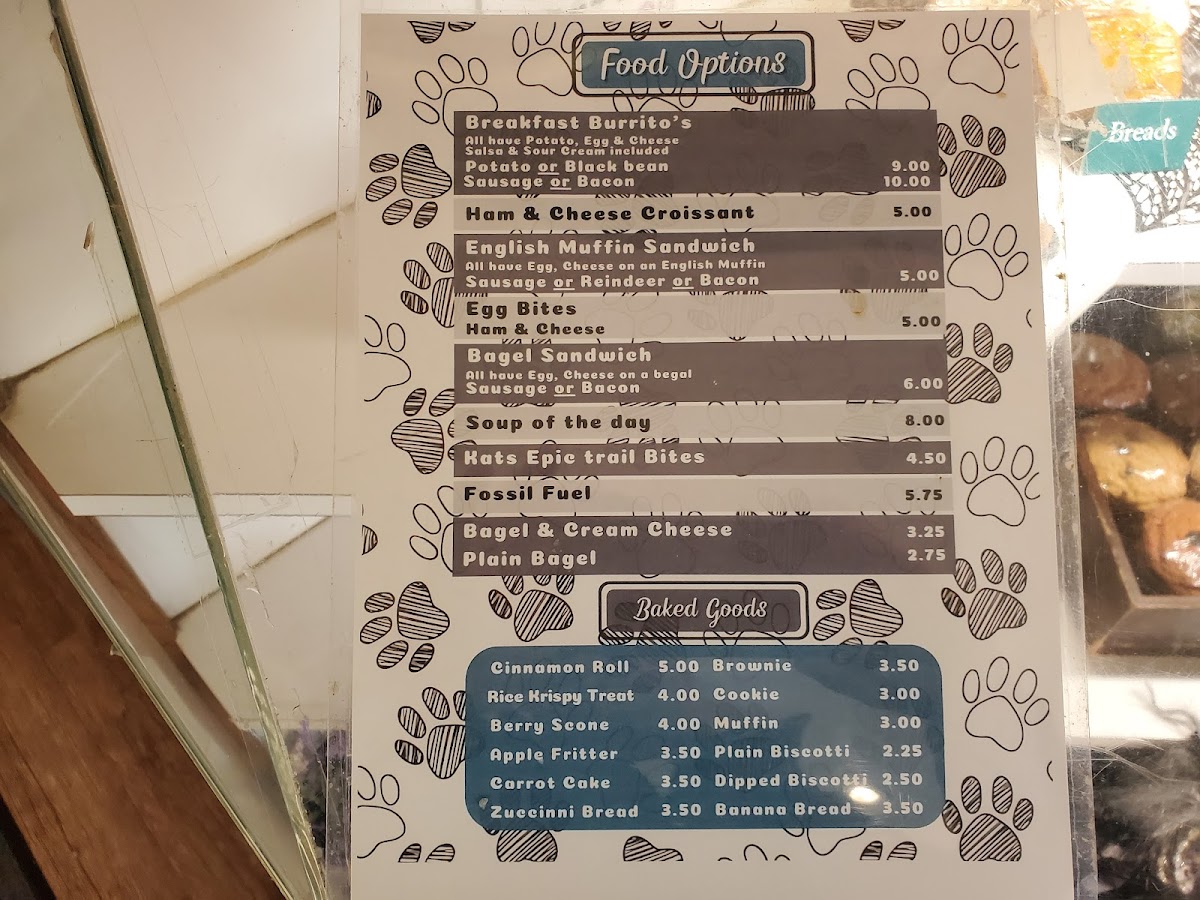 Food Options
Breakfast Burrito's
All have Potato, Egg & Cheese
Salsa & Sour Cream included
Potato or Black bean 9.00
Sausage or Bacon 10.00
Ham & Cheese Croissant 5.00
English Muffin Sandwich
All have Egg, Cheese on an English Muffin
Sausage or Reindeer or Bacon 5.00
Egg Bites
Ham & Cheese 5.00
Bagel Sandwich
All have Egg, Cheese on a begal
Sausage or Bacon 6.00
Soup of the day 8.00
Kats Epic trail Bites 4.50
Fossil Fuel 5.75
Bagel & Cream Cheese 3.25
Plain Bagel 2.75
Baked Goods
Cinnamon Roll 5.00 Brownie 3.50
Rice Krispy Treat 4.00 Cookie 3.00
Berry Scone 4.00 Muffin 3.00
Apple Fritter 3.50 Plain Biscotti 2.25
Carrot Cake 3.50 Dipped Biscotti 2.50
Zuccinni Bread 3.50 Banana Bread 3.50
Breads